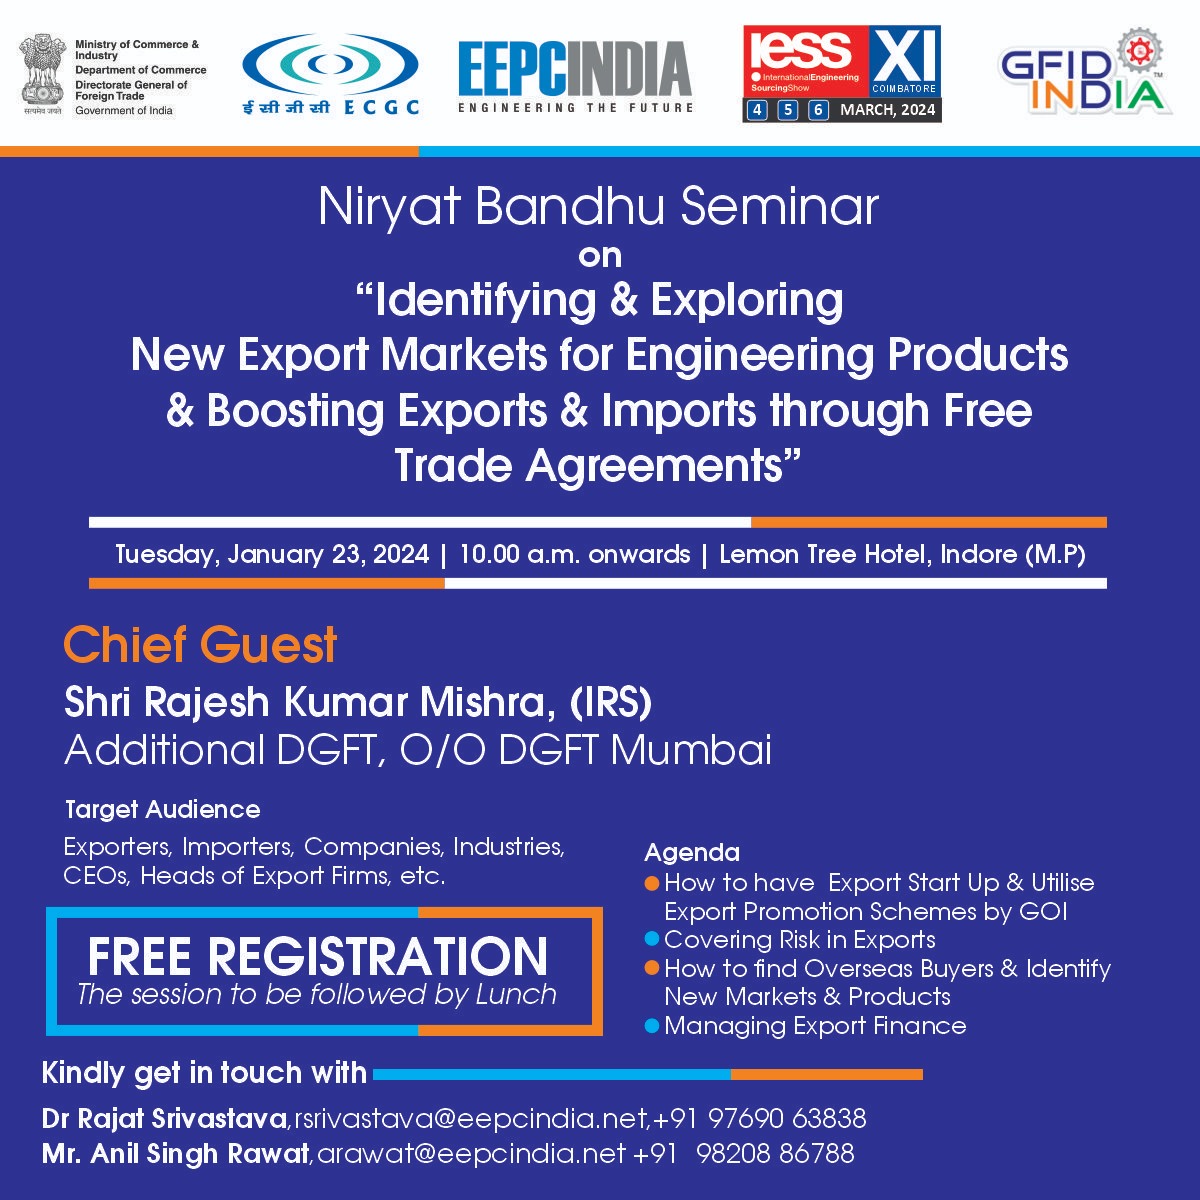 सत्यमेव जयते
Ministry of Commerce &
Industry
Department of Commerce
Directorate General of
Foreign Trade
Government of India
ई सी जी सी E C G C
EEPCINDIA
ENGINEERING THE FUTURE
iess XI
InternationalEngineering
SourcingShow
COIMBATORE
4 5 6 MARCH, 2024
GFID
INDIA
TM
Niryat Bandhu Seminar
on
“Identifying & Exploring
New Export Markets for Engineering Products
& Boosting Exports & Imports through Free
Trade Agreements”
Tuesday, January 23, 2024 | 10.00 a.m. onwards | Lemon Tree Hotel, Indore (M.P)
Chief Guest
Shri Rajesh Kumar Mishra, (IRS)
Additional DGFT, O/O DGFT Mumbai
Target Audience
Exporters, Importers, Companies, Industries,
CEOs, Heads of Export Firms, etc.
FREE REGISTRATION
The session to be followed by Lunch
Agenda
How to have Export Start Up & Utilise
Export Promotion Schemes by GOI
Covering Risk in Exports
How to find Overseas Buyers & Identify
New Markets & Products
Managing Export Finance
Kindly get in touch with
Dr Rajat Srivastava,rsrivastava@eepcindia.net,+91 97690 63838
Mr. Anil Singh Rawat,arawat@eepcindia.net +91 98208 86788